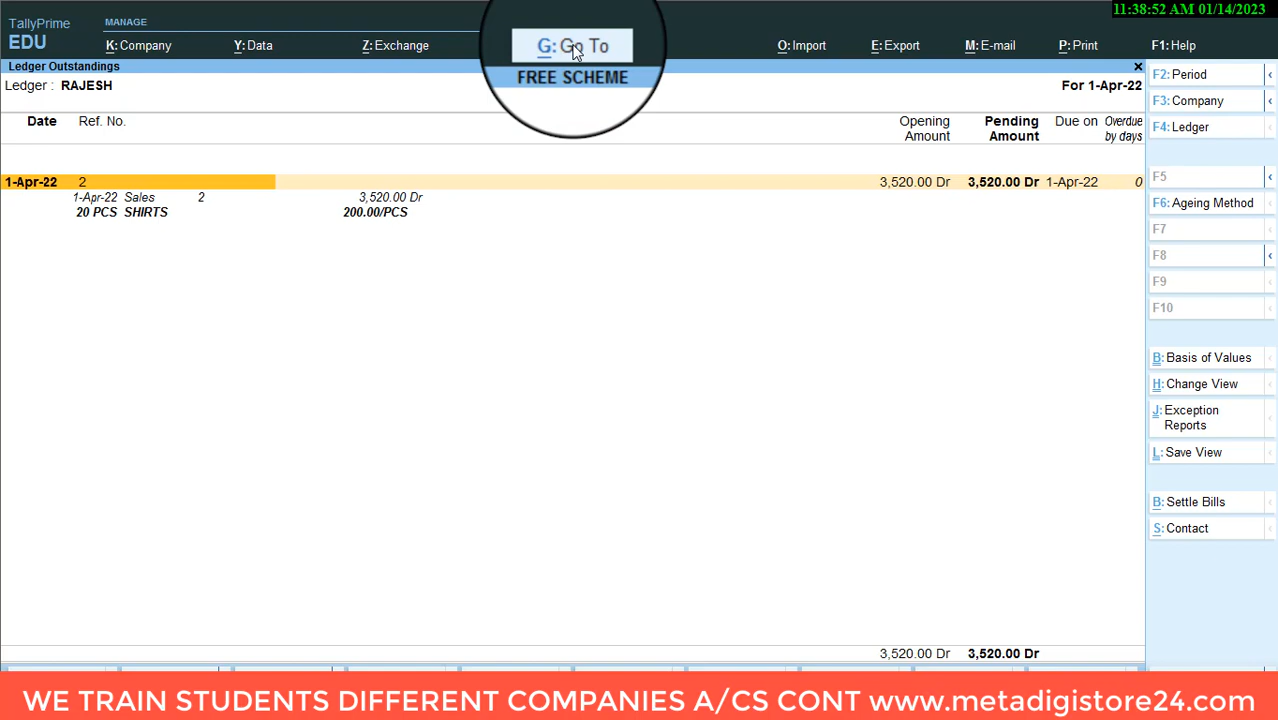 11:38:52 AM 01/14/2023
TallyPrime
EDU
MANAGE
K: Company
Y: Data
Z: Exchange
G: Go To
O: Import
E: Export
M: E-mail
P: Print
F1: Help
Ledger Outstandings
FREE SCHEME
×
Ledger : RAJESH
For 1-Apr-22
Date Ref. No. Opening Amount Pending Amount Due on Overdue by days
1-Apr-22 2 3,520.00 Dr 3,520.00 Dr 1-Apr-22 0
1-Apr-22 Sales 2 3,520.00 Dr
20 PCS SHIRTS 200.00/PCS
3,520.00 Dr 3,520.00 Dr
F2: Period
F3: Company
F4: Ledger
F5
F6: Ageing Method
F7
F8
F9
F10
B: Basis of Values
H: Change View
J: Exception
Reports
L: Save View
B: Settle Bills
S: Contact
WE TRAIN STUDENTS DIFFERENT COMPANIES A/CS CONT www.metadigistore24.com